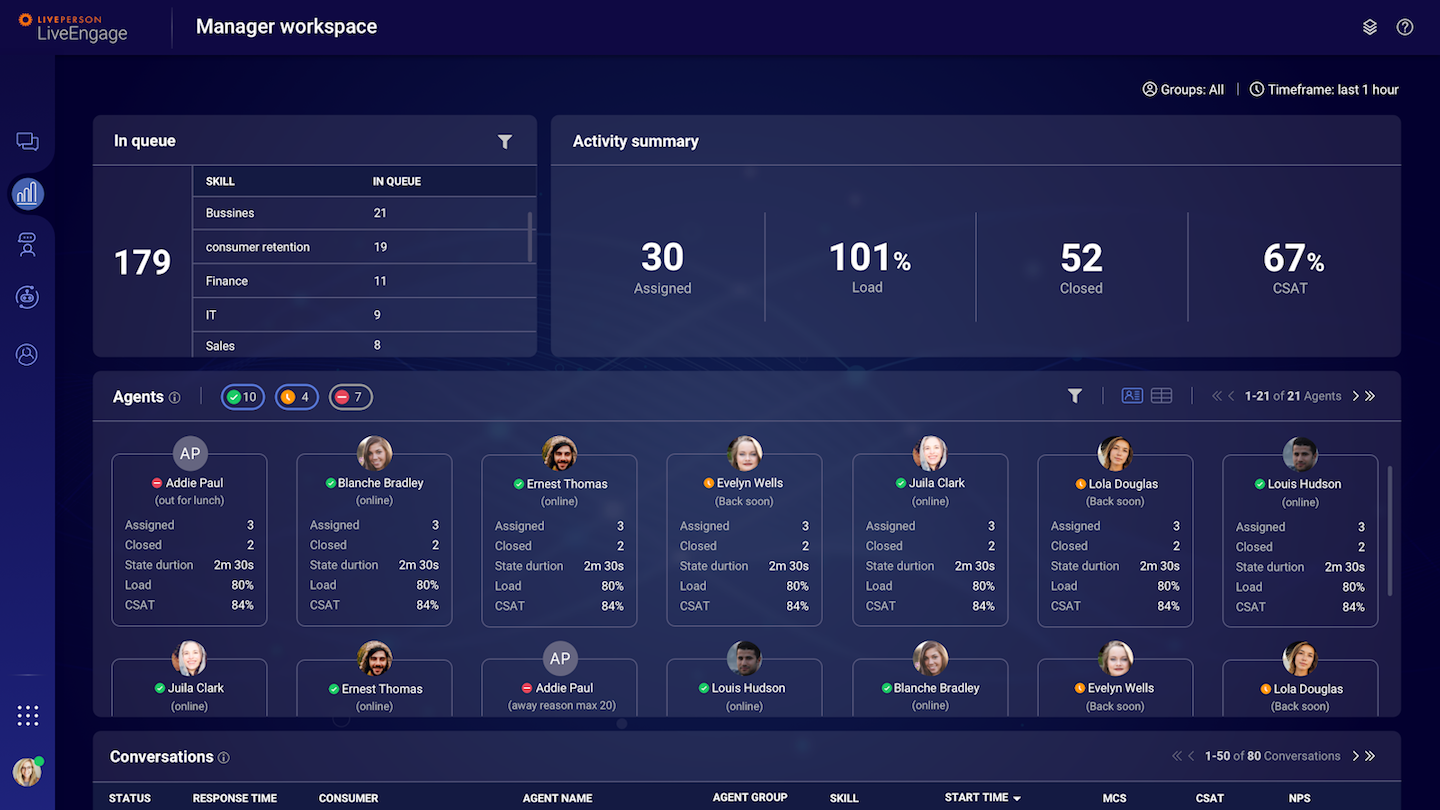 LIVEPERSON
LiveEngage
Manager workspace
Groups: All | Timeframe: last 1 hour
In queue
179
SKILL IN QUEUE
Bussines 21
consumer retention 19
Finance 11
IT 9
Sales 8
Activity summary
30 101% 52 67%
Assigned Load Closed CSAT
Agents 10 4 7 1-21 of 21 Agents
AP
Addie Paul Blanche Bradley Ernest Thomas Evelyn Wells Juila Clark Lola Douglas Louis Hudson
(out for lunch) (online) (online) (Back soon) (online) (Back soon) (online)
Assigned 3 Assigned 3 Assigned 3 Assigned 3 Assigned 3 Assigned 3 Assigned 3
Closed 2 Closed 2 Closed 2 Closed 2 Closed 2 Closed 2 Closed 2
State durtion 2m 30s State durtion 2m 30s State durtion 2m 30s State durtion 2m 30s State durtion 2m 30s State durtion 2m 30s State durtion 2m 30s
Load 80% Load 80% Load 80% Load 80% Load 80% Load 80% Load 80%
CSAT 84% CSAT 84% CSAT 84% CSAT 84% CSAT 84% CSAT 84% CSAT 84%
AP
Juila Clark Ernest Thomas Addie Paul Louis Hudson Blanche Bradley Evelyn Wells Lola Douglas
(online) (online) (away reason max 20) (online) (online) (Back soon) (Back soon)
Conversations 1-50 of 80 Conversations
STATUS RESPONSE TIME CONSUMER AGENT NAME AGENT GROUP SKILL START TIME MCS CSAT NPS